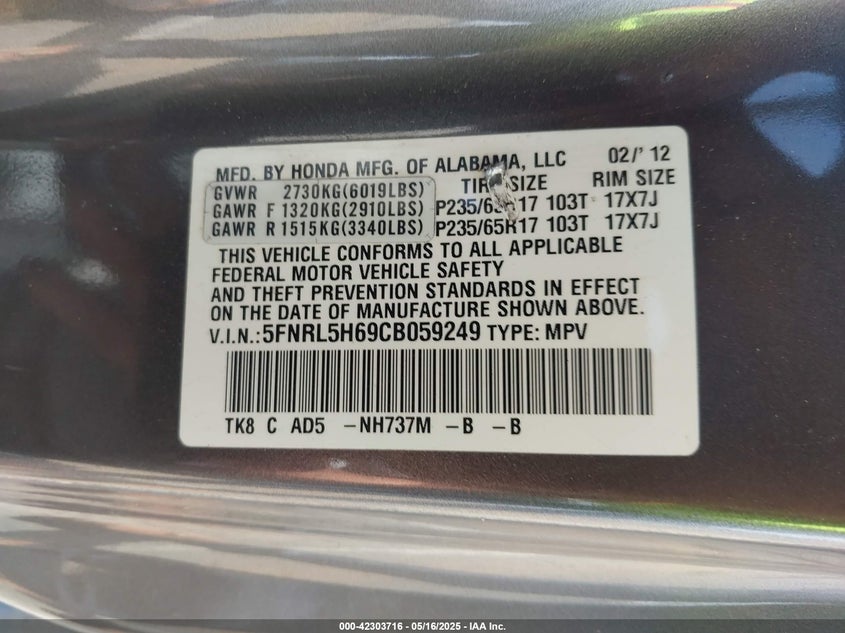 MFD. BY HONDA MFG. OF ALABAMA, LLC 02/' 12
GVWR 2730KG(6019LBS) TIRE SIZE RIM SIZE
GAWR F 1320KG(2910LBS) P235/65R17 103T 17X7J
GAWR R 1515KG(3340LBS) P235/65R17 103T 17X7J
THIS VEHICLE CONFORMS TO ALL APPLICABLE
FEDERAL MOTOR VEHICLE SAFETY
AND THEFT PREVENTION STANDARDS IN EFFECT
ON THE DATE OF MANUFACTURE SHOWN ABOVE.
V.I.N.: 5FNRL5H69CB059249 TYPE: MPV
TK8 C AD5 -NH737M -B -B
000-42303716 - 05/16/2025 - IAA Inc.